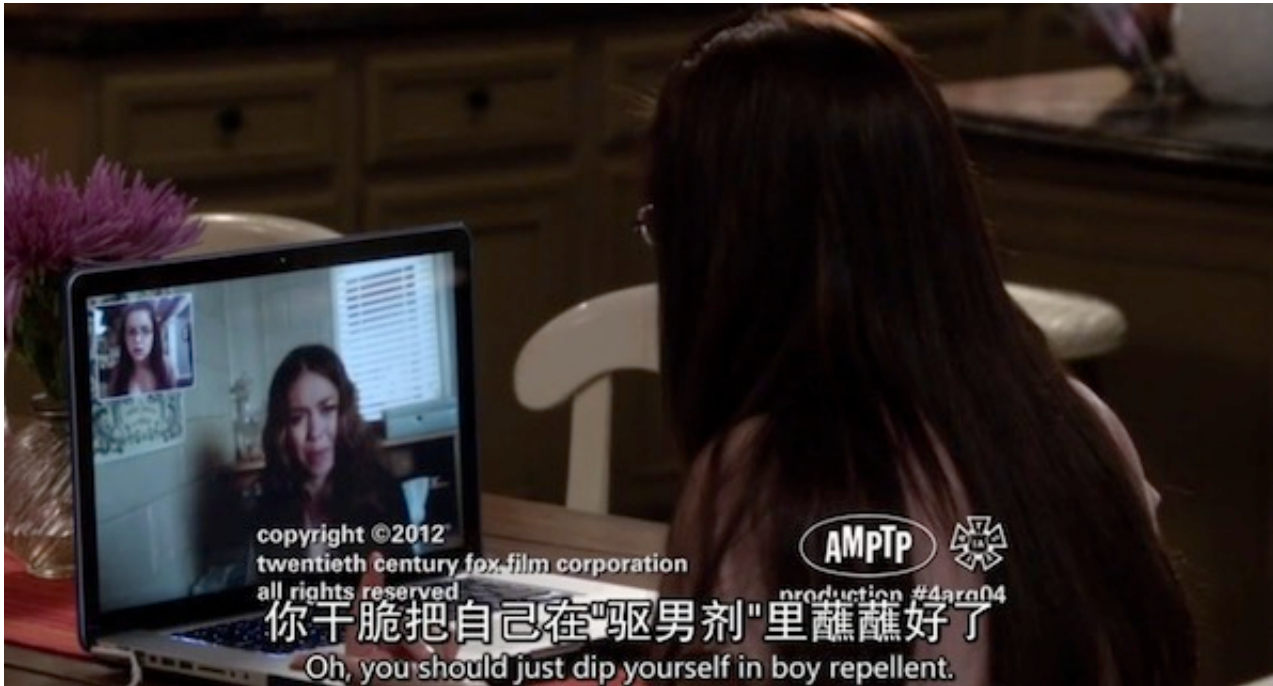 copyright ©2012
twentieth century fox film corporation
all rights reserved
AMPTP
IA
production #4arg04
你干脆把自己在"驱男剂"里蘸蘸好了
Oh, you should just dip yourself in boy repellent.